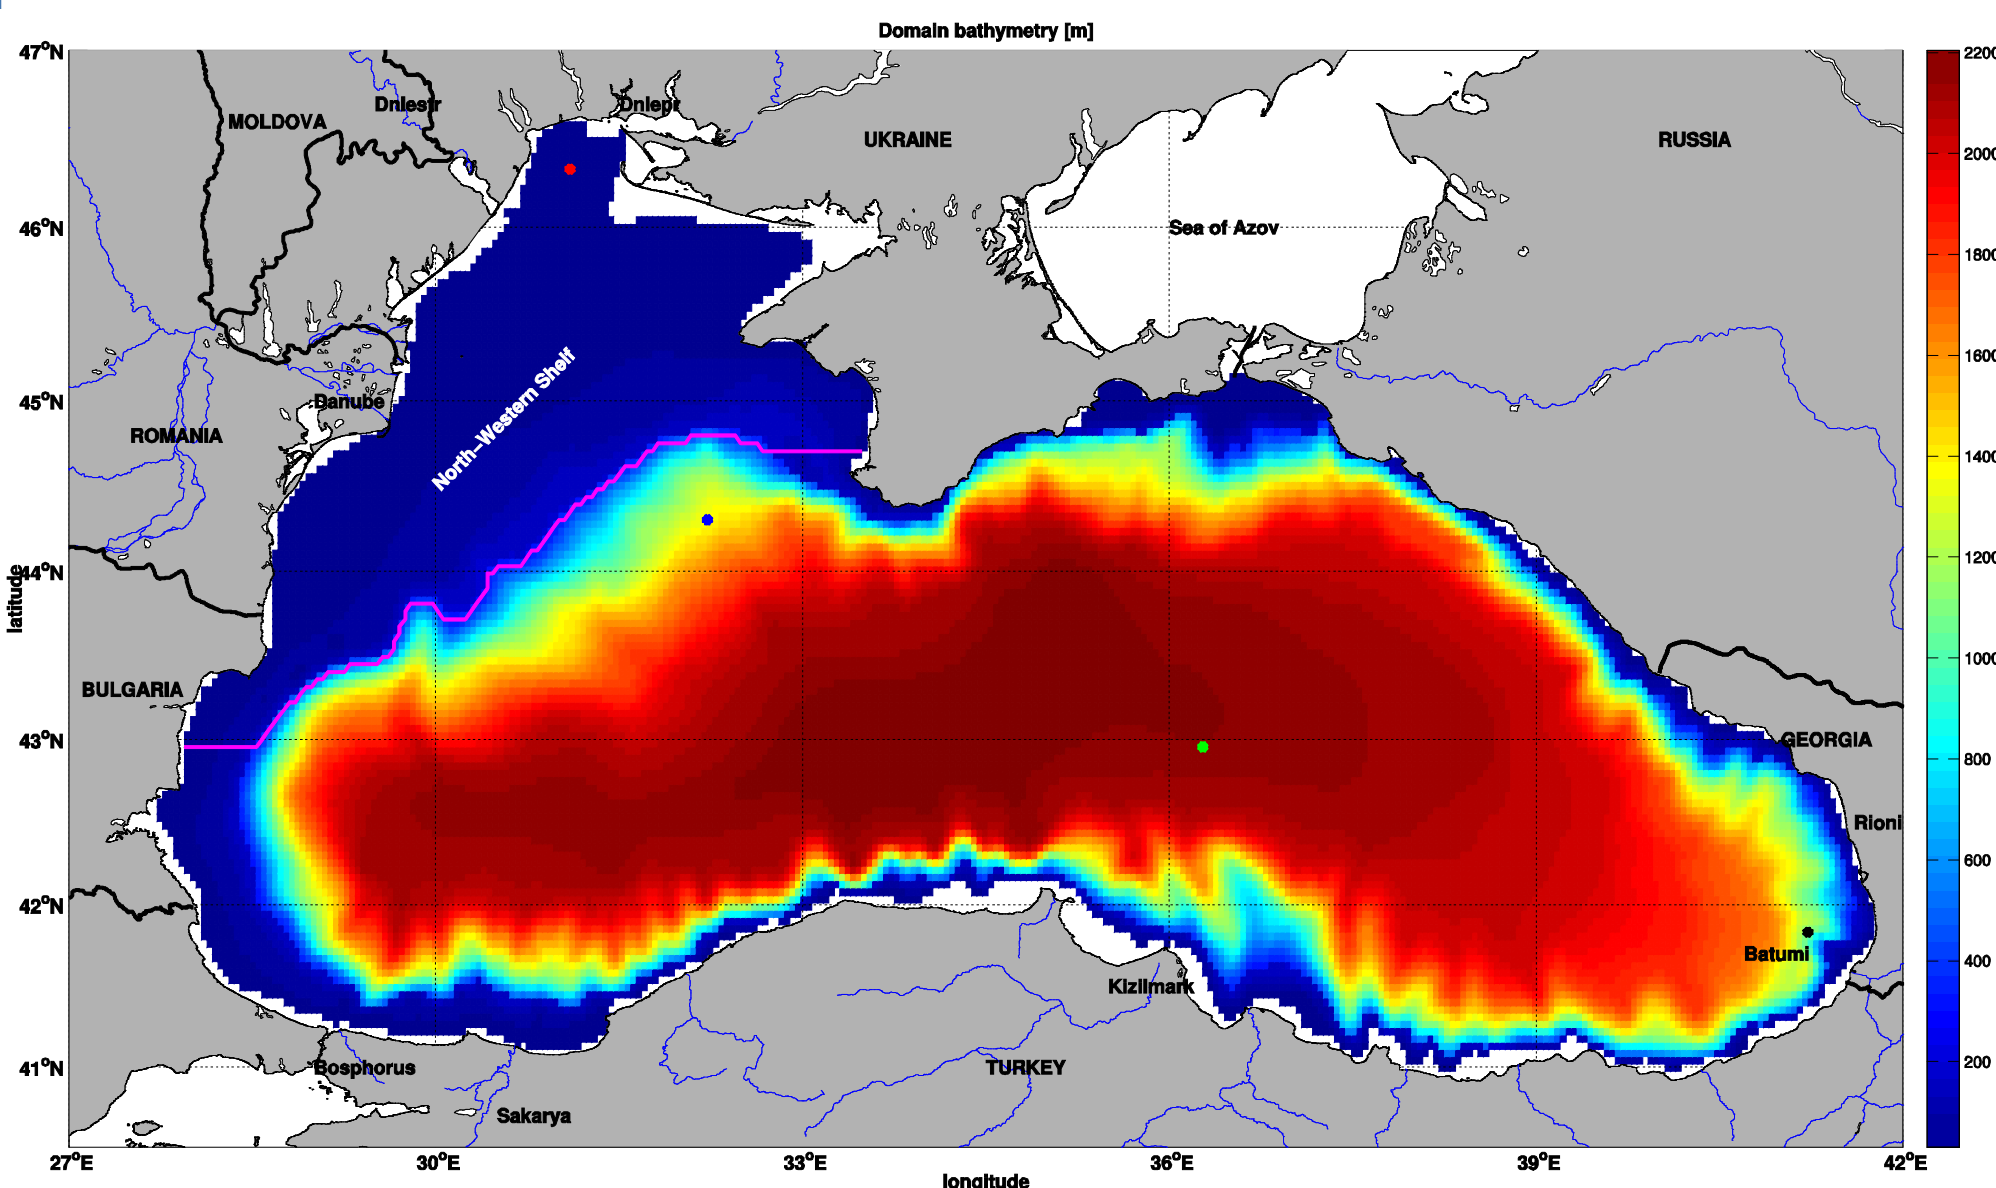 Domain bathymetry [m]
47°N
2200
Dniestr
Dniepr
MOLDOVA
UKRAINE
RUSSIA
2000
46°N
Sea of Azov
1800
1600
North-Western Shelf
45°N
Danube
ROMANIA
1400
1200
44°N
latitude
1000
BULGARIA
43°N
GEORGIA
800
Rioni
600
42°N
Batumi
400
Kizilmark
41°N
Bosphorus
TURKEY
200
Sakarya
27°E
30°E
33°E
36°E
39°E
42°E
longitude